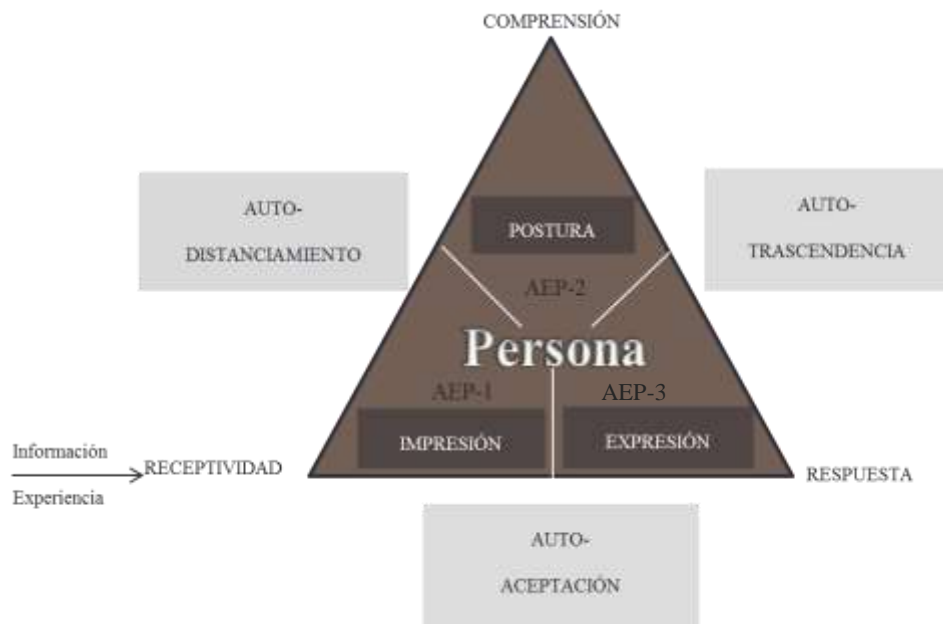 COMPRENSIÓN
AUTO-
DISTANCIAMIENTO
POSTURA
AUTO-
TRASCENDENCIA
AEP-2
Persona
AEP-1
AEP-3
IMPRESIÓN
EXPRESIÓN
Información
RECEPTIVIDAD
Experiencia
RESPUESTA
AUTO-
ACEPTACIÓN